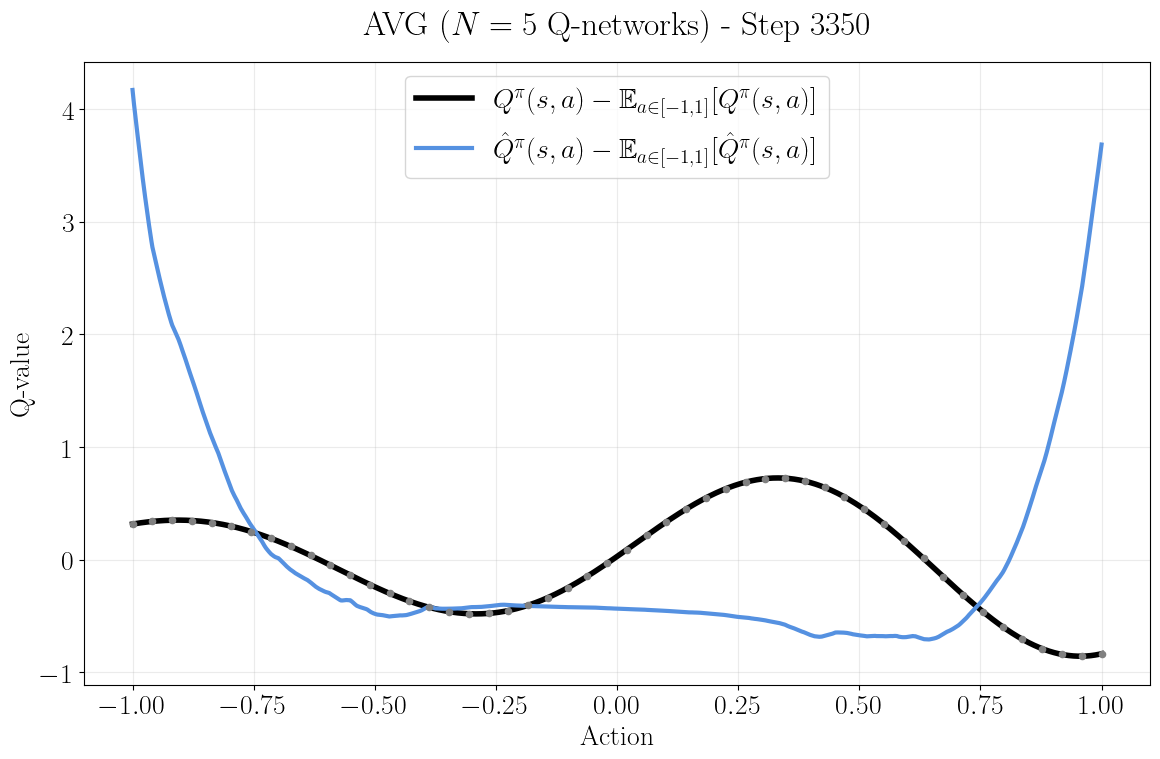 AVG (N = 5 Q-networks) - Step 3350
Q^π(s, a) − 𝔼_{a∈[−1,1]}[Q^π(s, a)]
Q̂^π(s, a) − 𝔼_{a∈[−1,1]}[Q̂^π(s, a)]
Q-value
4
3
2
1
0
−1
−1.00 −0.75 −0.50 −0.25 0.00 0.25 0.50 0.75 1.00
Action